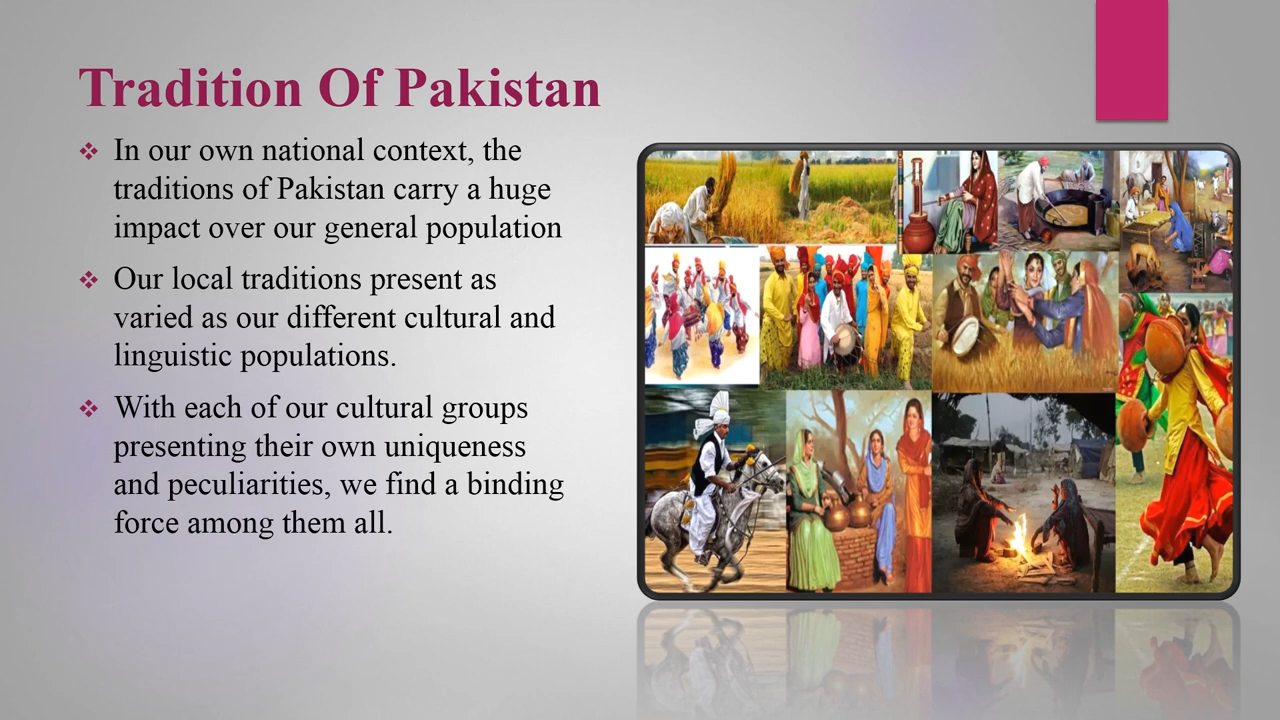 Tradition Of Pakistan
❖ In our own national context, the
traditions of Pakistan carry a huge
impact over our general population
❖ Our local traditions present as
varied as our different cultural and
linguistic populations.
❖ With each of our cultural groups
presenting their own uniqueness
and peculiarities, we find a binding
force among them all.